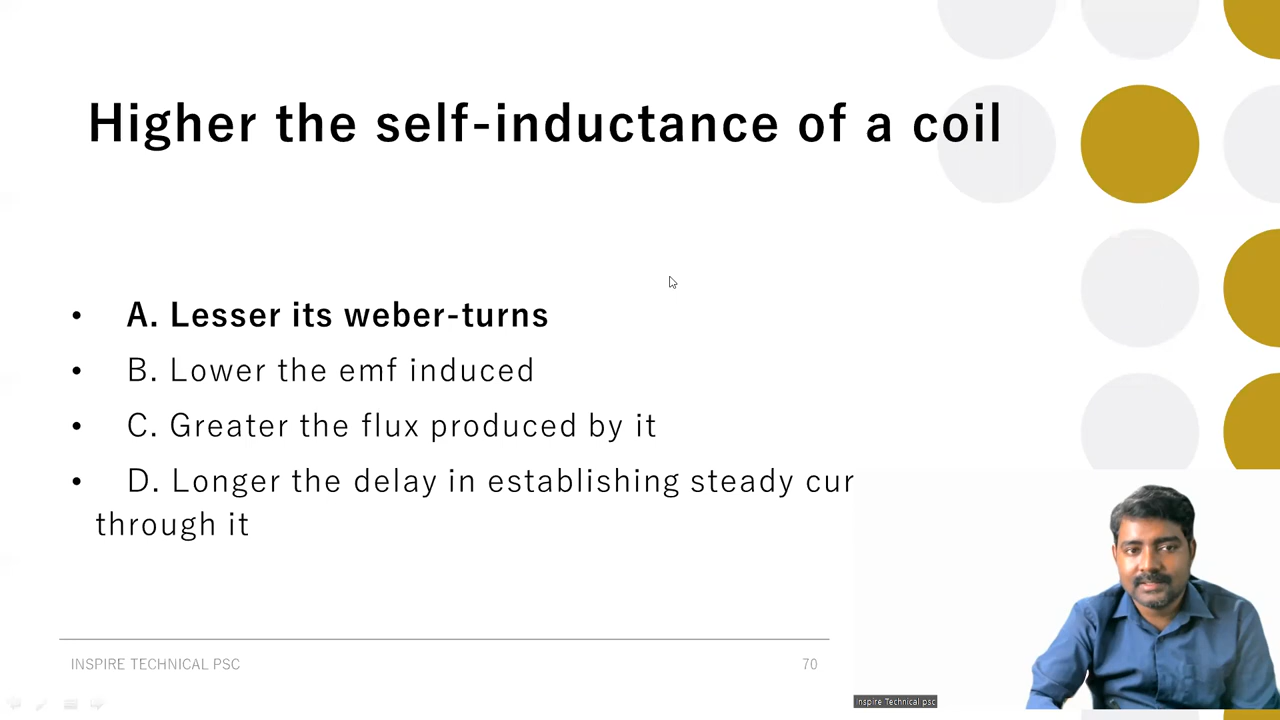 Higher the self-inductance of a coil
• A. Lesser its weber-turns
• B. Lower the emf induced
• C. Greater the flux produced by it
• D. Longer the delay in establishing steady cur
through it
INSPIRE TECHNICAL PSC
70
Inspire Technical psc